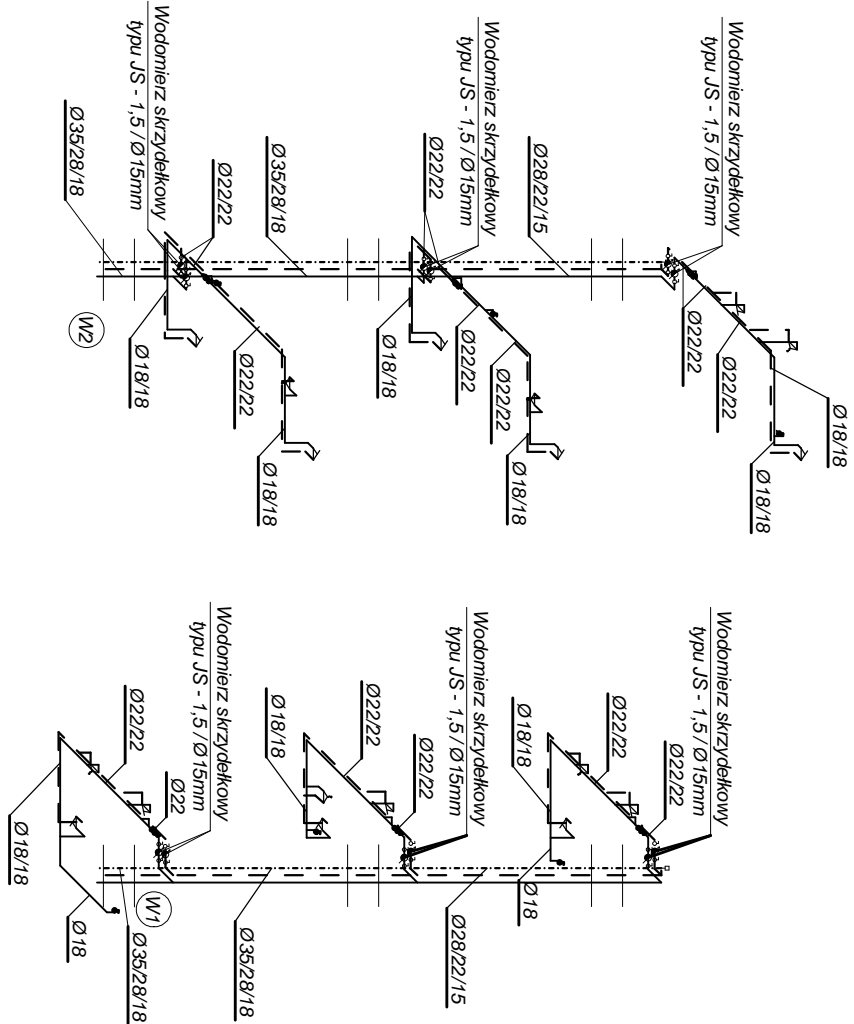 Ø18/18
Ø18/18
Wodomierz skrzydełkowy
typu JS - 1,5 / Ø15mm
Ø22/22
Ø22/22
Ø28/22/15
Ø18/18
Ø22/22
Wodomierz skrzydełkowy
typu JS - 1,5 / Ø15mm
Ø22/22
Ø22/22
Ø18/18
Ø35/28/18
Ø18/18
Ø22/22
Ø22/22
Wodomierz skrzydełkowy
typu JS - 1,5 / Ø15mm
Ø18/18
W2
Ø35/28/18
Wodomierz skrzydełkowy
typu JS - 1,5 / Ø15mm
Ø22/22
Ø22/22
Ø18/18
Ø18
Wodomierz skrzydełkowy
typu JS - 1,5 / Ø15mm
Ø28/22/15
Ø22/22
Ø22/22
Ø18/18
Ø35/28/18
Wodomierz skrzydełkowy
typu JS - 1,5 / Ø15mm
Ø22
W1
Ø22/22
Ø35/28/18
Ø18
Ø18/18